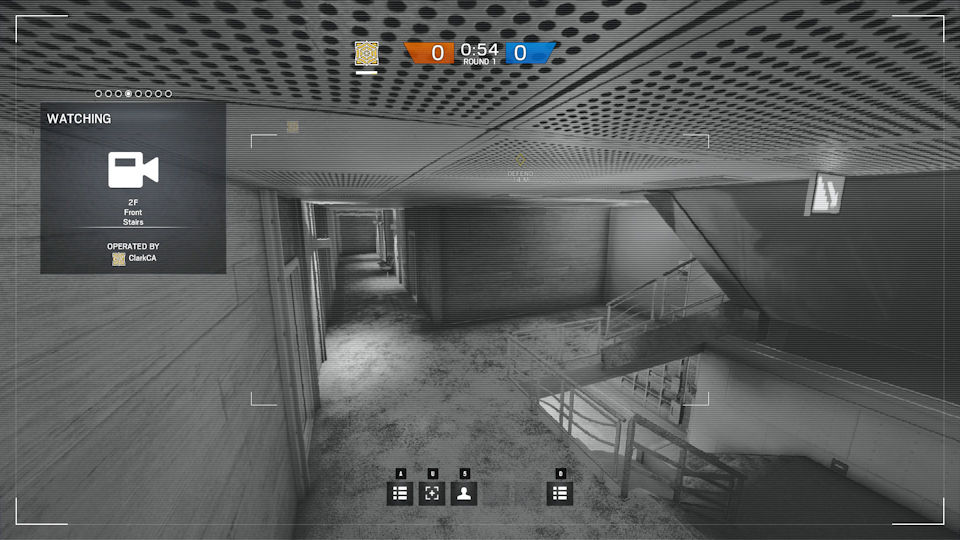 0
0:54
ROUND 1
0
WATCHING
2F
Front
Stairs
OPERATED BY
ClarkCA
DEFEND
A
S